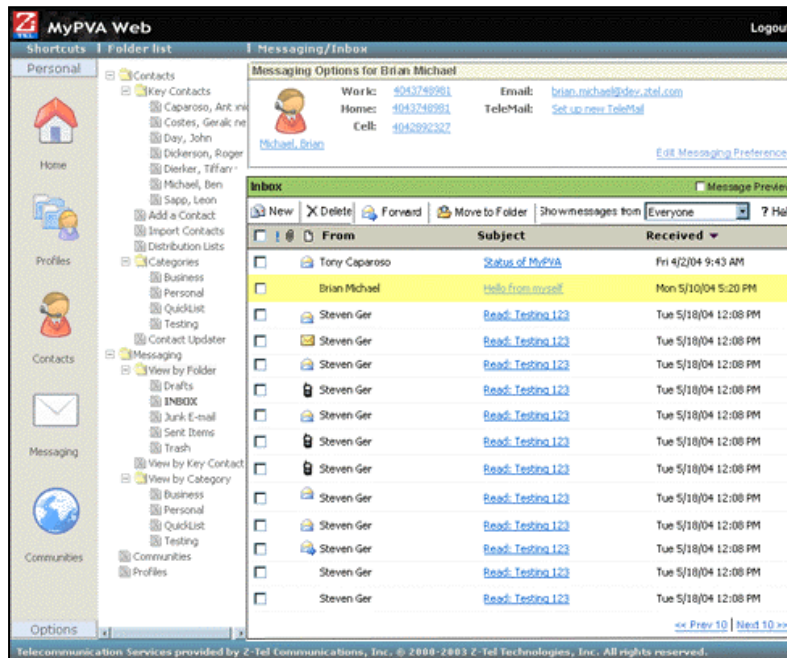 Z
TEL
MyPVA Web
Logout
Shortcuts | Folder list | Messaging/Inbox
Personal
Home
Profiles
Contacts
Messaging
Communities
Options
Contacts
Key Contacts
Caparoso, Ant
Costes, Geralc
Day, John
Dickerson, Roger
Dierker, Tiffan
Michael, Ben
Sapp, Leon
Add a Contact
Import Contacts
Distribution Lists
Categories
Business
Personal
QuickList
Testing
Contact Updater
Messaging
View by Folder
Drafts
INBOX
Junk E-mail
Sent Items
Trash
View by Key Contact
View by Category
Business
Personal
QuickList
Testing
Communities
Profiles
Messaging Options for Brian Michael
Michael, Brian
Work: 4043748981 Email: brian.michael@dev.ztel.com
Home: 4043748981 TeleMail: Set up new TeleMail
Cell: 4042892327
Edit Messaging Preference
Inbox Message Preview
New Delete Forward Move to Folder Show messages from Everyone ? Hel
! From Subject Received
Tony Caparoso Status of MyPVA Fri 4/2/04 9:43 AM
Brian Michael Hello from myself Mon 5/10/04 5:20 PM
Steven Ger Read: Testing 123 Tue 5/18/04 12:08 PM
Steven Ger Read: Testing 123 Tue 5/18/04 12:08 PM
Steven Ger Read: Testing 123 Tue 5/18/04 12:08 PM
Steven Ger Read: Testing 123 Tue 5/18/04 12:08 PM
Steven Ger Read: Testing 123 Tue 5/18/04 12:08 PM
Steven Ger Read: Testing 123 Tue 5/18/04 12:08 PM
Steven Ger Read: Testing 123 Tue 5/18/04 12:08 PM
Steven Ger Read: Testing 123 Tue 5/18/04 12:08 PM
Steven Ger Read: Testing 123 Tue 5/18/04 12:08 PM
Steven Ger Read: Testing 123 Tue 5/18/04 12:08 PM
Steven Ger Read: Testing 123 Tue 5/18/04 12:08 PM
Steven Ger Read: Testing 123 Tue 5/18/04 12:08 PM
<< Prev 10 | Next 10 >>
Telecommunication Services provided by Z-Tel Communications, Inc. © 2000-2003 Z-Tel Technologies, Inc. All rights reserved.